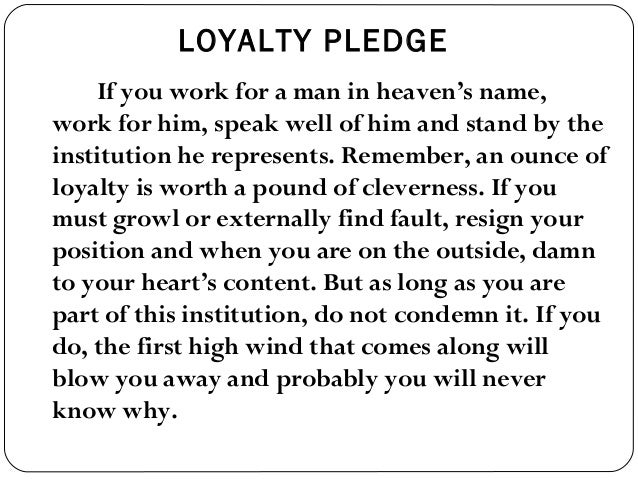 LOYALTY PLEDGE
If you work for a man in heaven’s name,
work for him, speak well of him and stand by the
institution he represents. Remember, an ounce of
loyalty is worth a pound of cleverness. If you
must growl or externally find fault, resign your
position and when you are on the outside, damn
to your heart’s content. But as long as you are
part of this institution, do not condemn it. If you
do, the first high wind that comes along will
blow you away and probably you will never
know why.